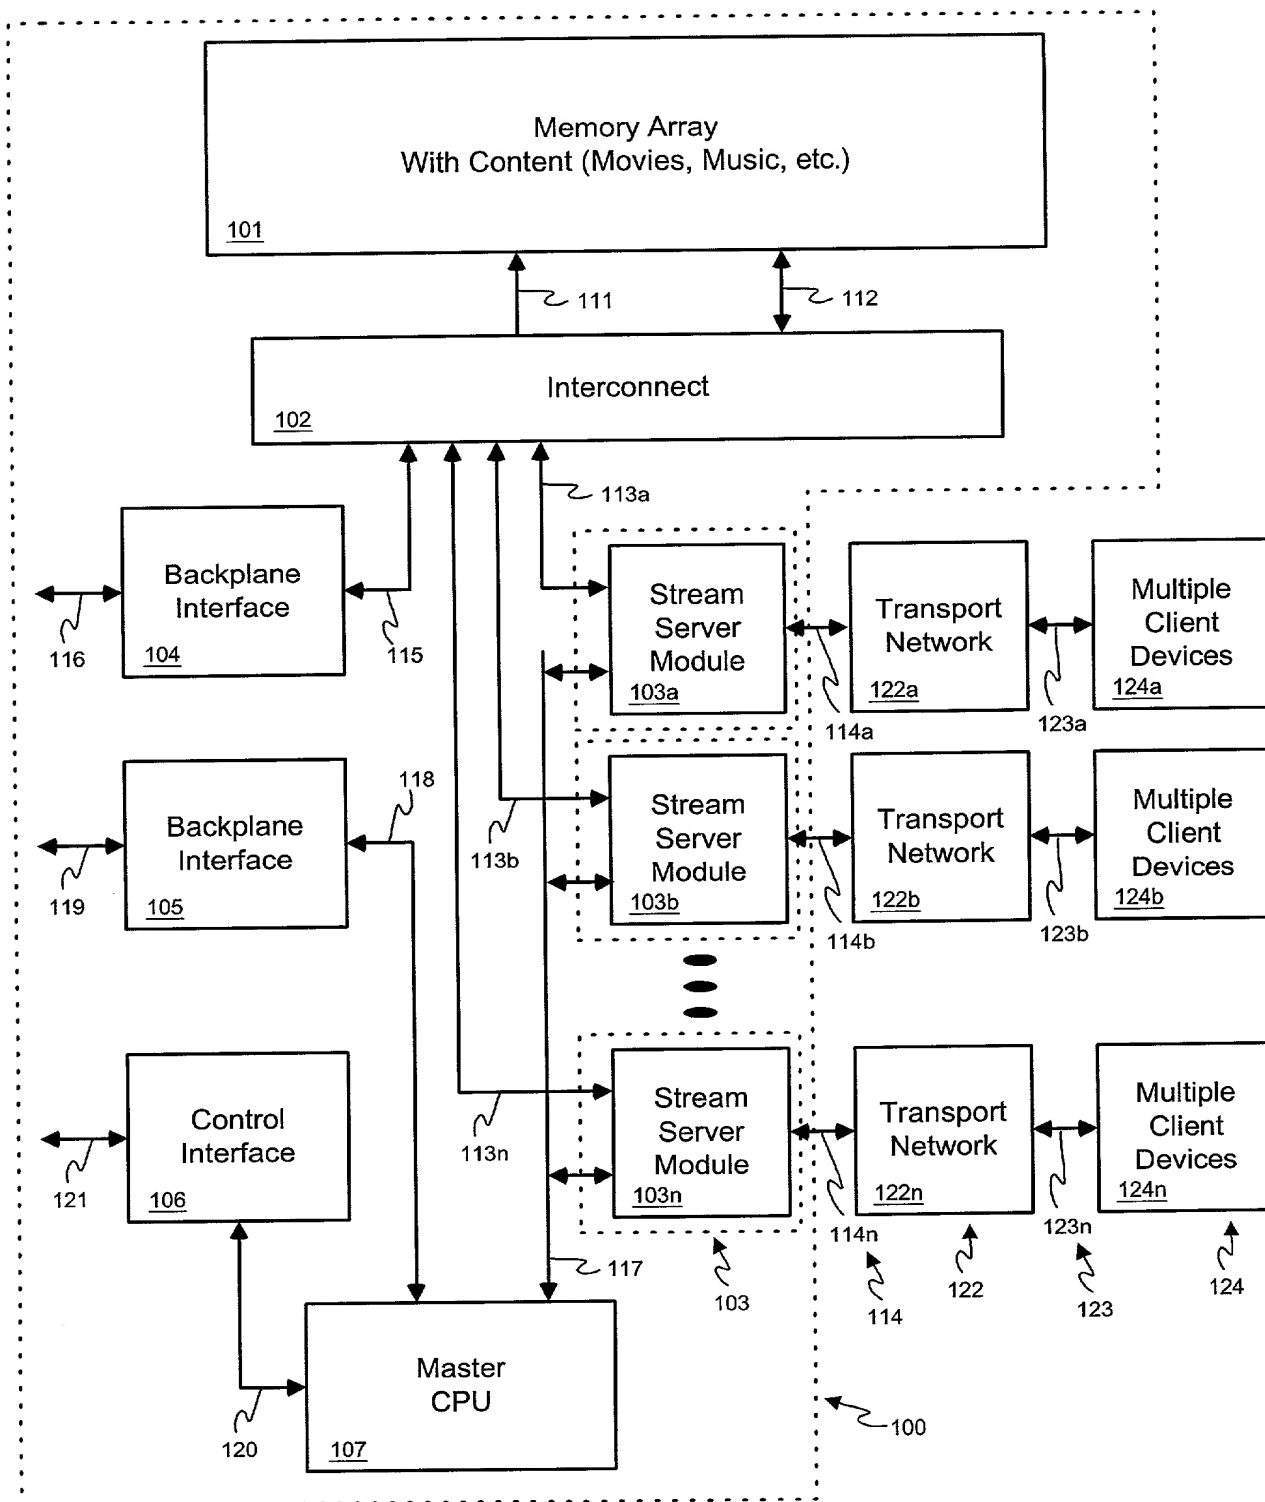 Memory Array
With Content (Movies, Music, etc.)
101
111
112
Interconnect
102
113a
Backplane
Interface
104
116
115
Stream
Server
Module
103a
114a
Transport
Network
122a
123a
Multiple
Client
Devices
124a
Backplane
Interface
105
119
118
113b
Stream
Server
Module
103b
114b
Transport
Network
122b
123b
Multiple
Client
Devices
124b
Control
Interface
106
121
113n
Stream
Server
Module
103n
114n
Transport
Network
122n
123n
Multiple
Client
Devices
124n
117
103
114
122
123
124
Master
CPU
107
120
100